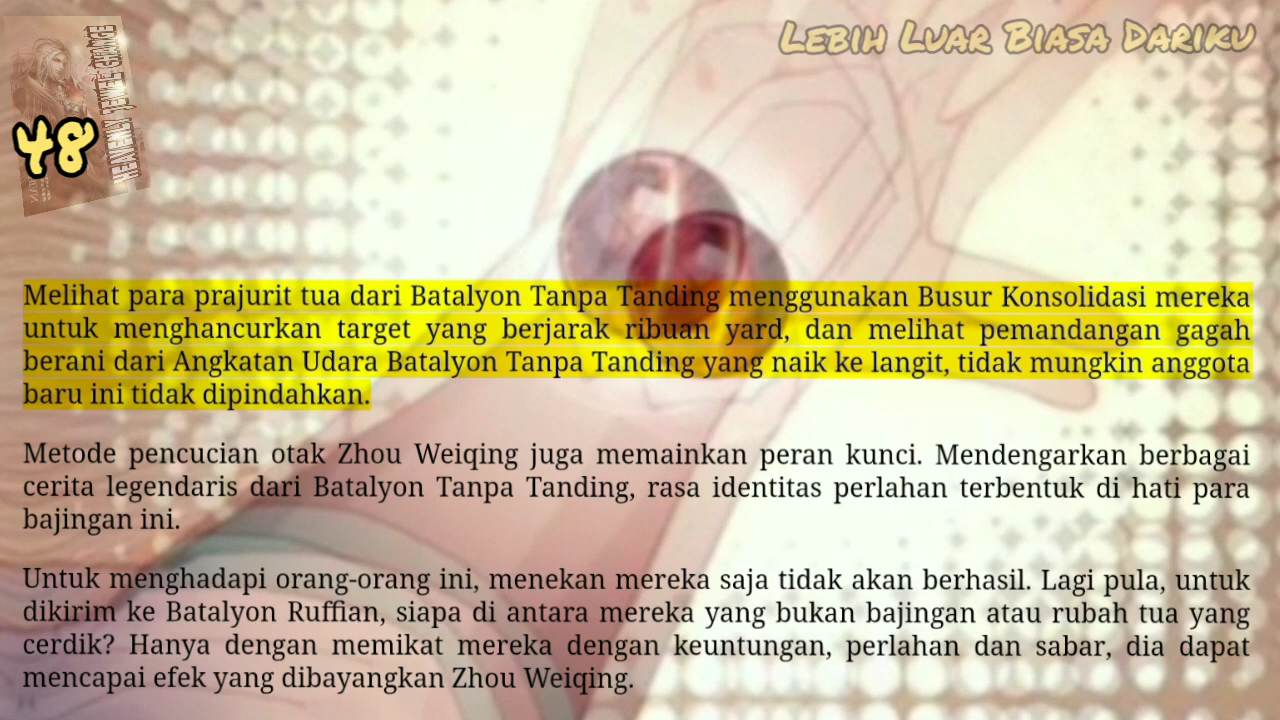 Lebih Luar Biasa Dariku
HEAVENLY JEWEL CHANGE
48
Melihat para prajurit tua dari Batalyon Tanpa Tanding menggunakan Busur Konsolidasi mereka
untuk menghancurkan target yang berjarak ribuan yard, dan melihat pemandangan gagah
berani dari Angkatan Udara Batalyon Tanpa Tanding yang naik ke langit, tidak mungkin anggota
baru ini tidak dipindahkan.
Metode pencucian otak Zhou Weiqing juga memainkan peran kunci. Mendengarkan berbagai
cerita legendaris dari Batalyon Tanpa Tanding, rasa identitas perlahan terbentuk di hati para
bajingan ini.
Untuk menghadapi orang-orang ini, menekan mereka saja tidak akan berhasil. Lagi pula, untuk
dikirim ke Batalyon Ruffian, siapa di antara mereka yang bukan bajingan atau rubah tua yang
cerdik? Hanya dengan memikat mereka dengan keuntungan, perlahan dan sabar, dia dapat
mencapai efek yang dibayangkan Zhou Weiqing.